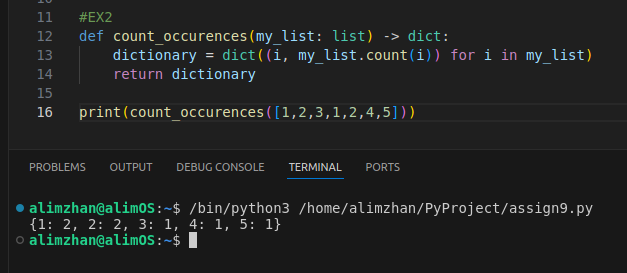 11 #EX2
12 def count_occurences(my_list: list) -> dict:
13     dictionary = dict((i, my_list.count(i)) for i in my_list)
14     return dictionary
15
16 print(count_occurences([1,2,3,1,2,4,5]))
PROBLEMS OUTPUT DEBUG CONSOLE TERMINAL PORTS
alimzhan@alimOS:~$ /bin/python3 /home/alimzhan/PyProject/assign9.py
{1: 2, 2: 2, 3: 1, 4: 1, 5: 1}
alimzhan@alimOS:~$